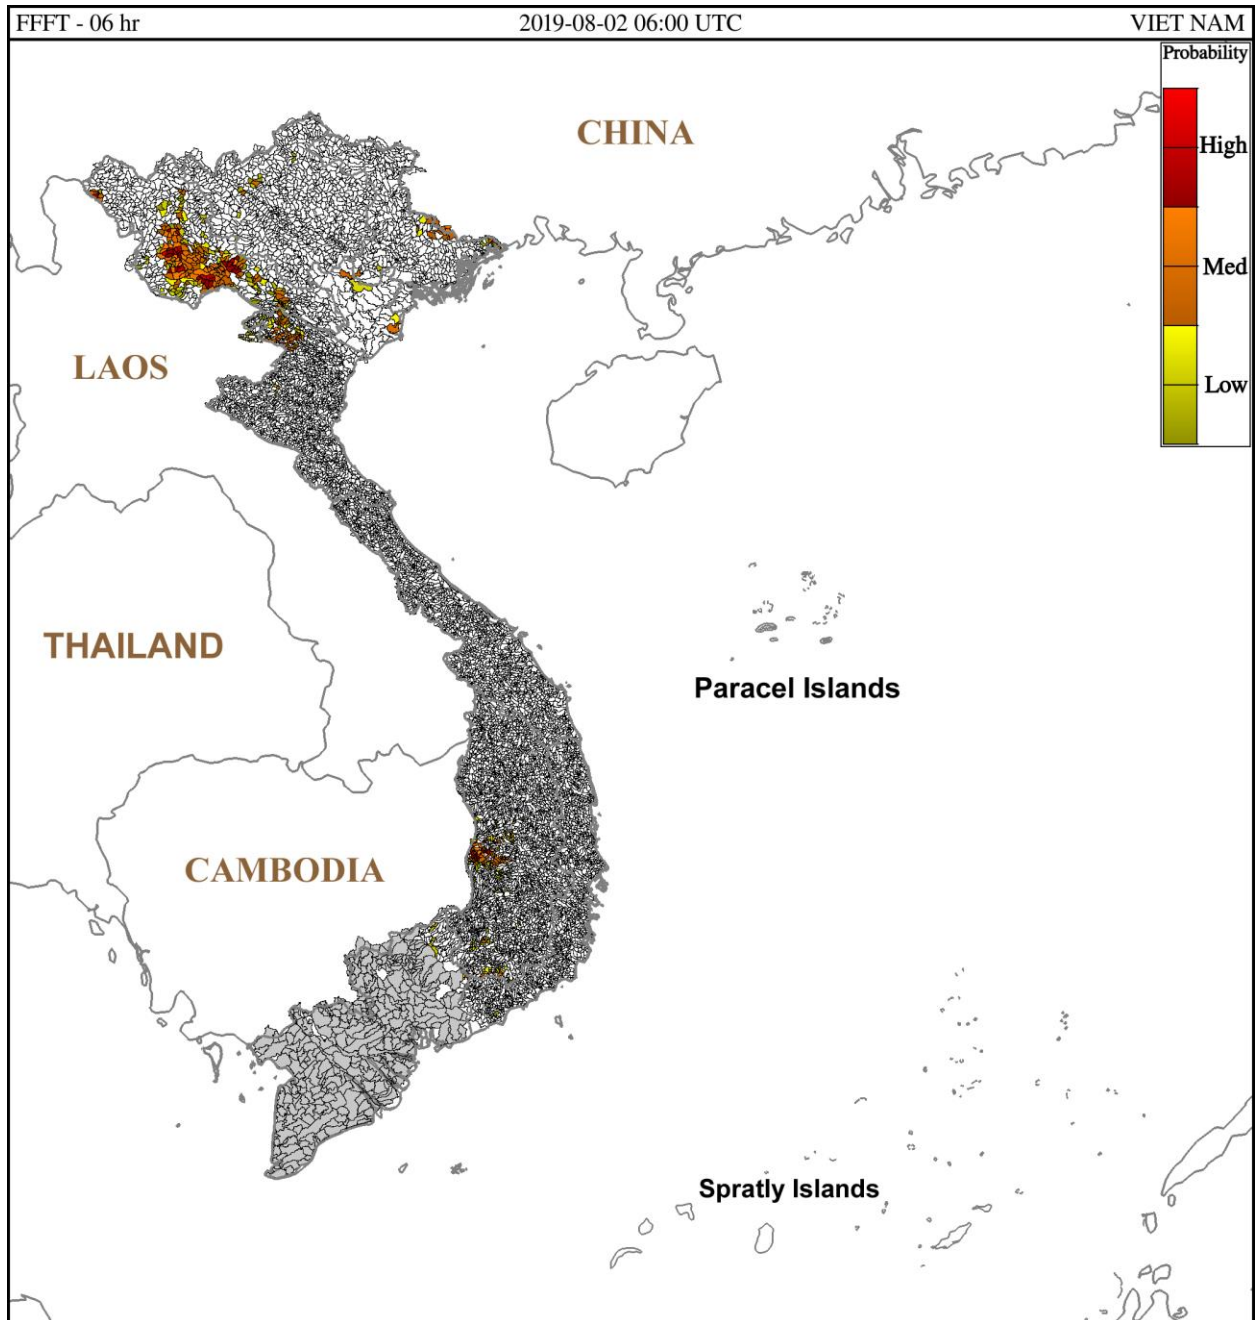 FFFT - 06 hr 2019-08-02 06:00 UTC VIET NAM
Probability
High
Med
Low
CHINA
LAOS
THAILAND
Paracel Islands
CAMBODIA
Spratly Islands